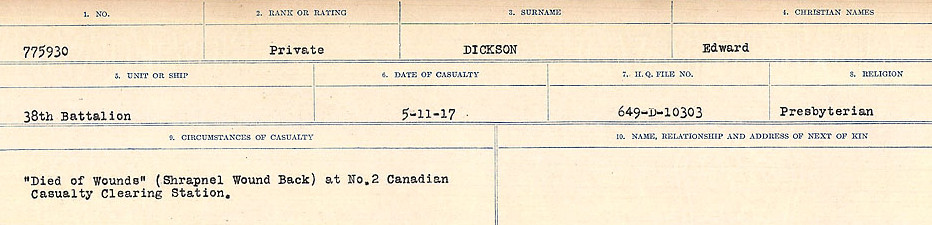 1. NO. 2. RANK OR RATING 3. SURNAME 4. CHRISTIAN NAMES
775930 Private DICKSON Edward
5. UNIT OR SHIP 6. DATE OF CASUALTY 7. H.Q. FILE NO. 8. RELIGION
38th Battalion 5-11-17 649-D-10303 Presbyterian
9. CIRCUMSTANCES OF CASUALTY 10. NAME, RELATIONSHIP AND ADDRESS OF NEXT OF KIN
"Died of Wounds" (Shrapnel Wound Back) at No.2 Canadian
Casualty Clearing Station.